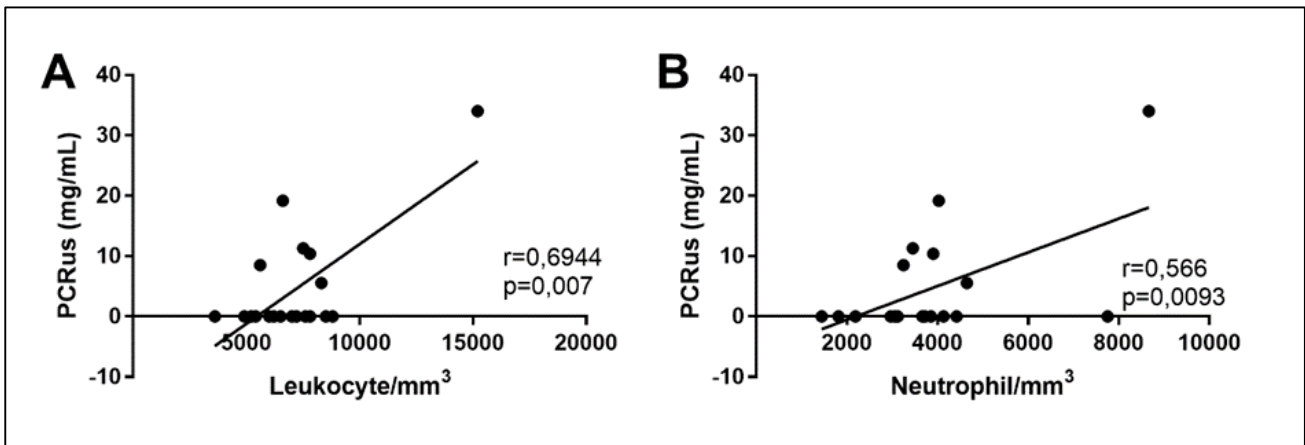 A
PCRus (mg/mL)
40
30
20
10
0
-10
5000
10000
15000
20000
r=0,6944
p=0,007
Leukocyte/mm³
B
PCRus (mg/mL)
40
30
20
10
0
-10
2000
4000
6000
8000
10000
r=0,566
p=0,0093
Neutrophil/mm³